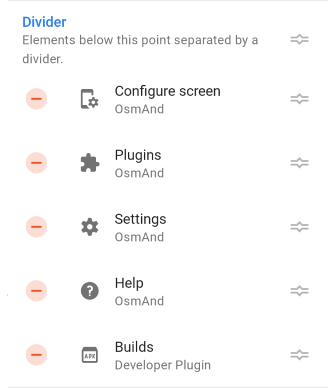 Divider
Elements below this point separated by a
divider.
Configure screen
OsmAnd
Plugins
OsmAnd
Settings
OsmAnd
Help
OsmAnd
APK
Builds
Developer Plugin